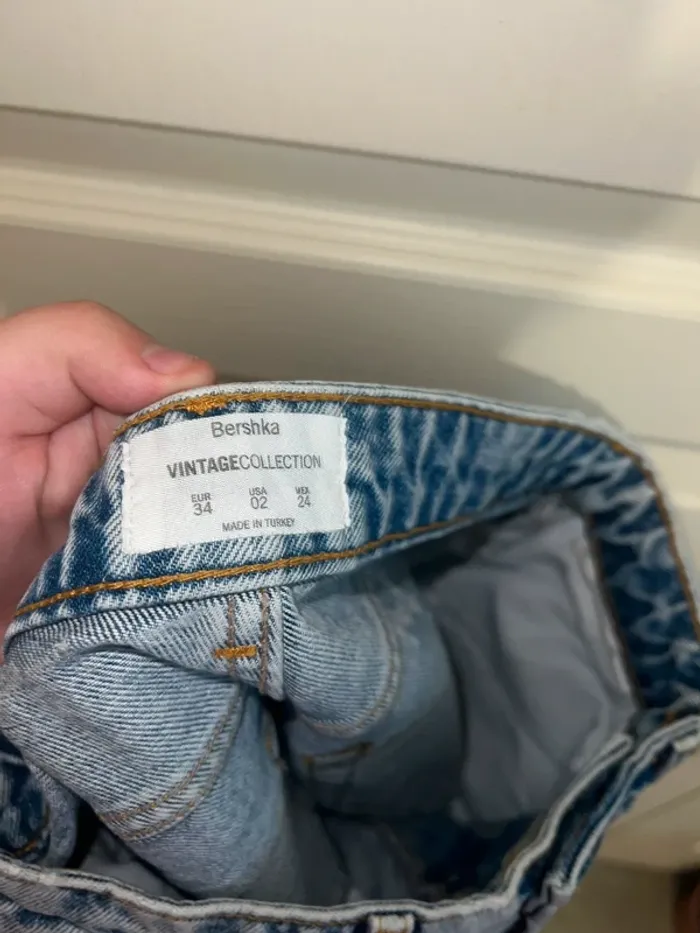 Bershka
VINTAGECOLLECTION
EUR USA MEX
34 02 24
MADE IN TURKEY